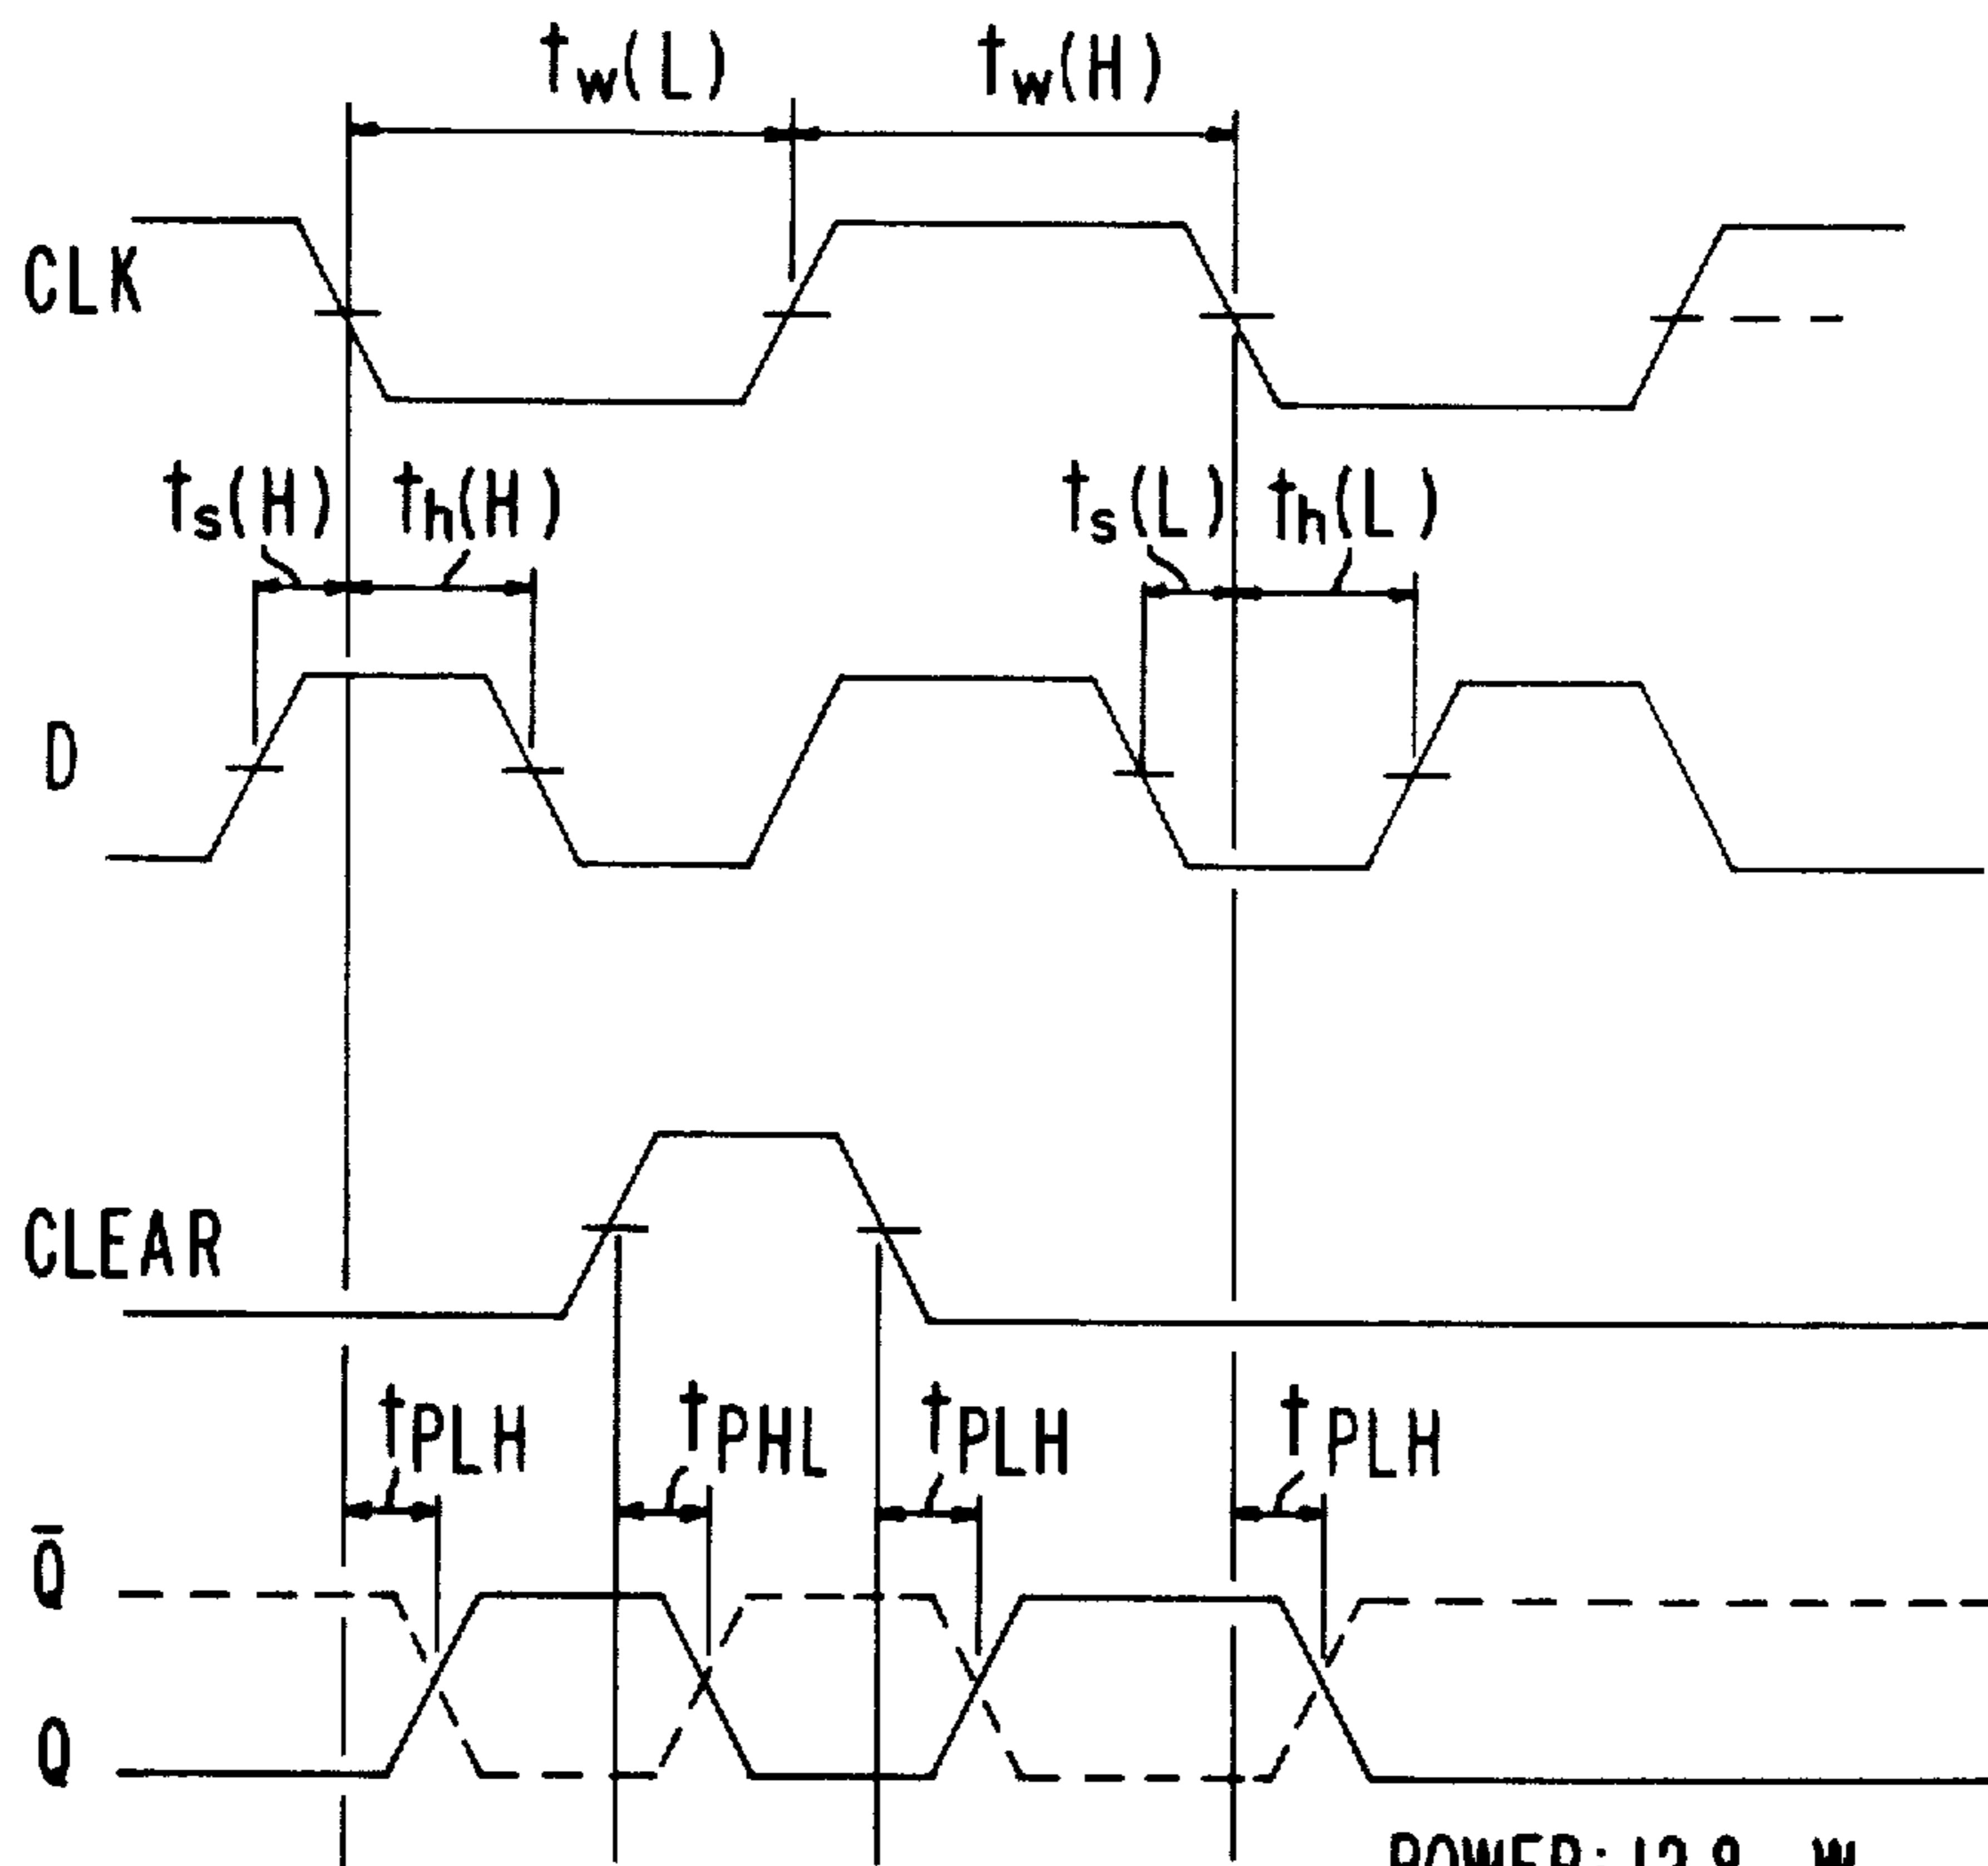 tw(L) tw(H)
CLK
ts(H) th(H) ts(L) th(L)
D
CLEAR
tPLH tPHL tPLH tPLH
Q̅
Q